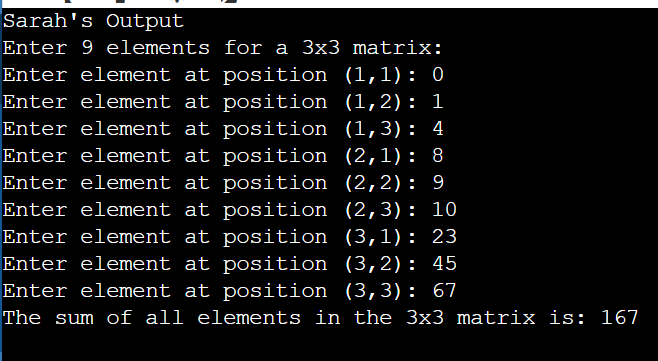 Sarah's Output
Enter 9 elements for a 3x3 matrix:
Enter element at position (1,1): 0
Enter element at position (1,2): 1
Enter element at position (1,3): 4
Enter element at position (2,1): 8
Enter element at position (2,2): 9
Enter element at position (2,3): 10
Enter element at position (3,1): 23
Enter element at position (3,2): 45
Enter element at position (3,3): 67
The sum of all elements in the 3x3 matrix is: 167